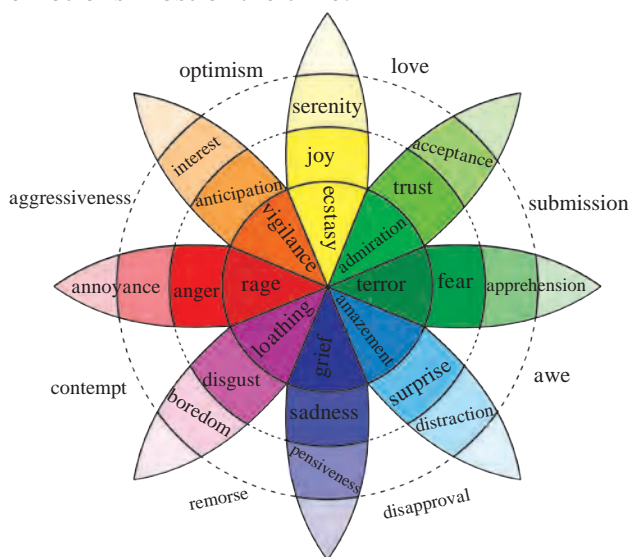 optimism
love
serenity
interest
acceptance
joy
anticipation
trust
aggressiveness
submission
ecstasy
vigilance
admiration
annoyance
anger
rage
terror
fear
apprehension
loathing
amazement
grief
disgust
surprise
contempt
awe
boredom
sadness
distraction
pensiveness
remorse
disapproval